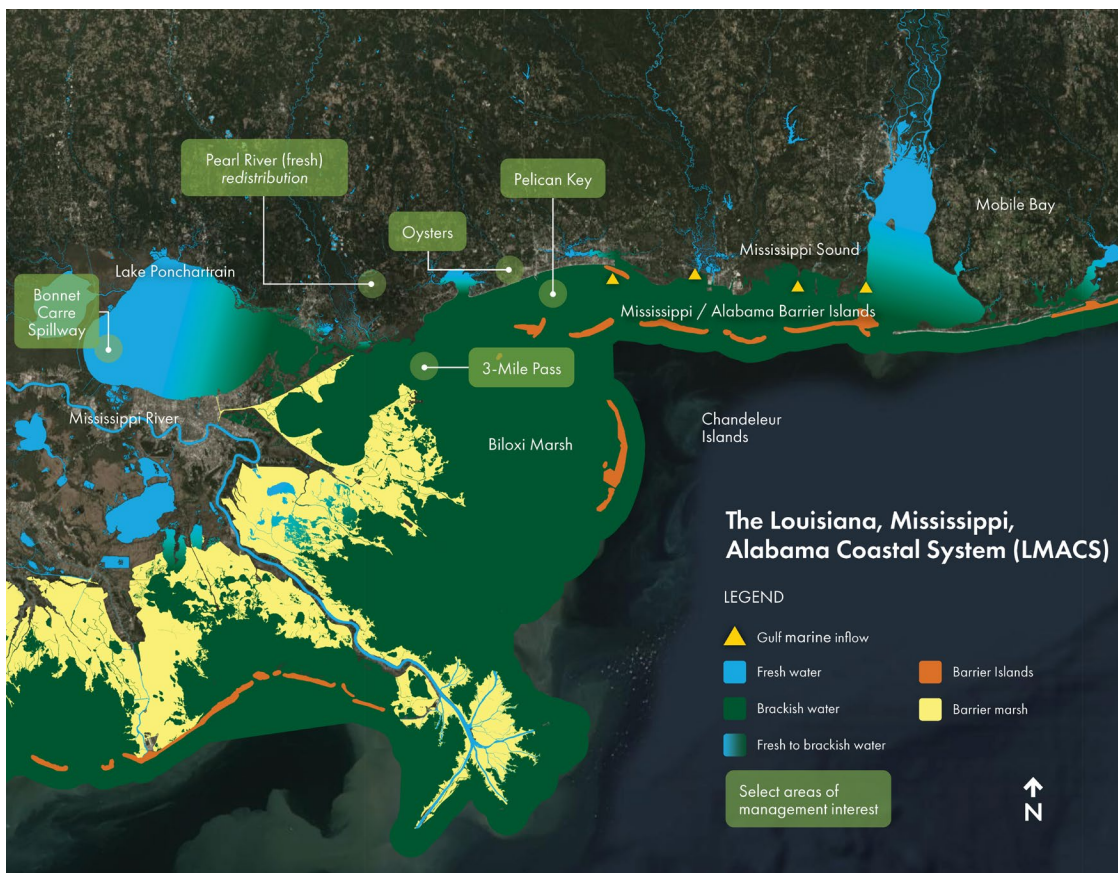 Pearl River (fresh)
redistribution
Pelican Key
Oysters
Mobile Bay
Mississippi Sound
Lake Ponchartrain
Bonnet
Carre
Spillway
Mississippi / Alabama Barrier Islands
3-Mile Pass
Mississippi River
Chandeleur
Islands
Biloxi Marsh
The Louisiana, Mississippi,
Alabama Coastal System (LMACS)
LEGEND
Gulf marine inflow
Fresh water
Barrier Islands
Brackish water
Barrier marsh
Fresh to brackish water
Select areas of
management interest
N